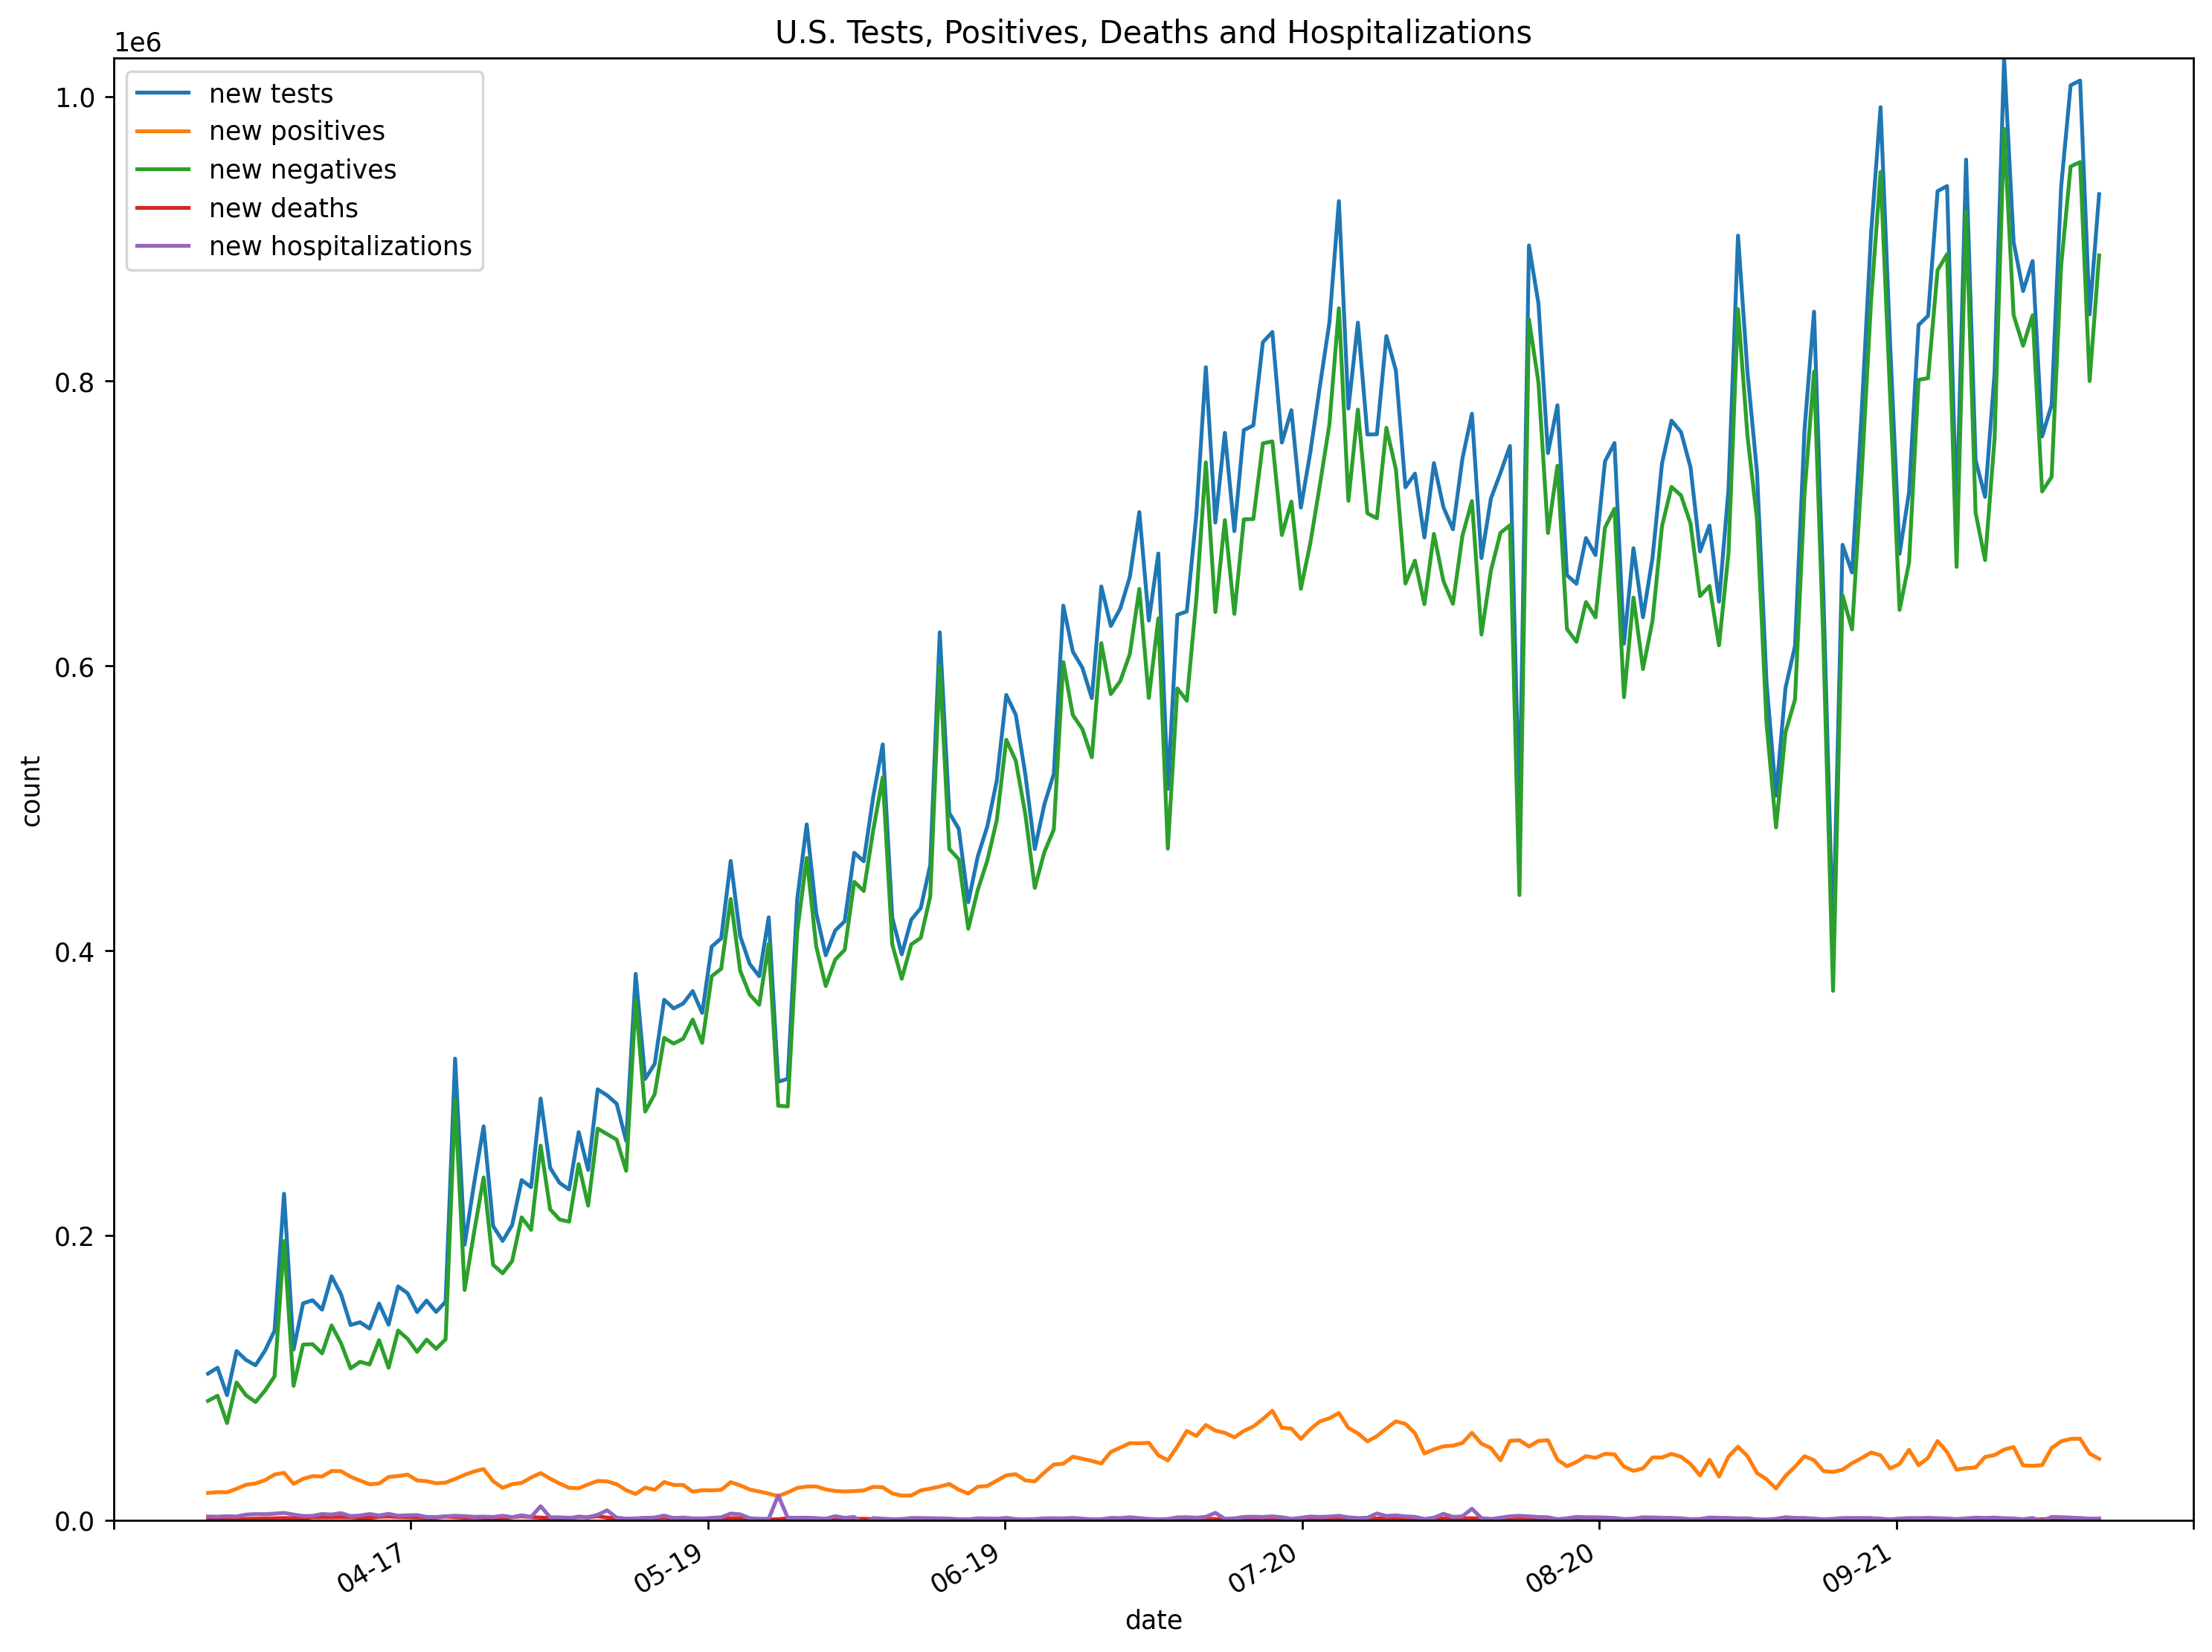 U.S. Tests, Positives, Deaths and Hospitalizations
1e6
new tests
new positives
new negatives
new deaths
new hospitalizations
1.0
0.8
0.6
0.4
0.2
0.0
count
04-17
05-19
06-19
07-20
08-20
09-21
date